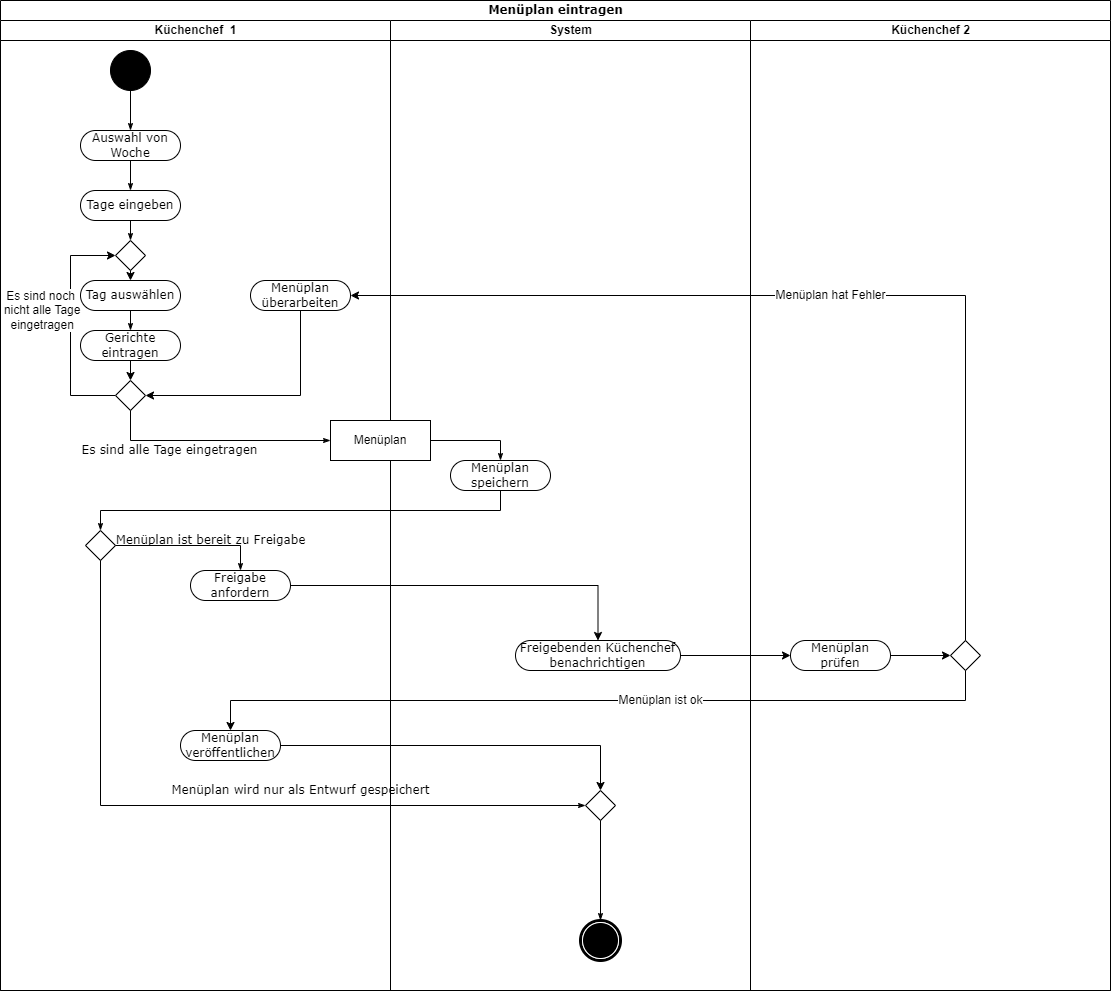 Menüplan eintragen
Küchenchef 1
System
Küchenchef 2
Auswahl von
Woche
Tage eingeben
Es sind noch
nicht alle Tage
eingetragen
Tag auswählen
Menüplan
überarbeiten
Menüplan hat Fehler
Gerichte
eintragen
Es sind alle Tage eingetragen
Menüplan
Menüplan
speichern
Menüplan ist bereit zu Freigabe
Freigabe
anfordern
Freigebenden Küchenchef
benachrichtigen
Menüplan
prüfen
Menüplan ist ok
Menüplan
veröffentlichen
Menüplan wird nur als Entwurf gespeichert